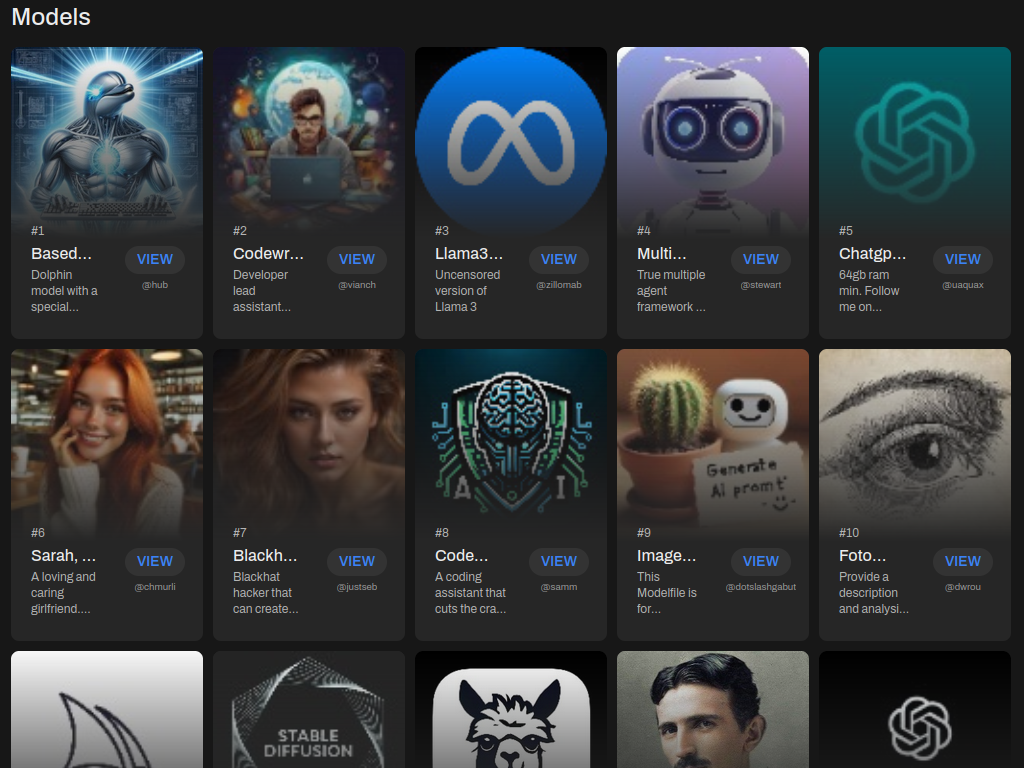 Models
#1
Based...
VIEW
Dolphin
model with a
special...
@hub
#2
Codewr...
VIEW
Developer
lead
assistant...
@vianch
#3
Llama3...
VIEW
Uncensored
version of
Llama 3
@zillomab
#4
Multi...
VIEW
True multiple
agent
framework ...
@stewart
#5
Chatgp...
VIEW
64gb ram
min. Follow
me on...
@uaquax
#6
Sarah, ...
VIEW
A loving and
caring
girlfriend....
@chmurli
#7
Blackh...
VIEW
Blackhat
hacker that
can create...
@justseb
A I
#8
Code...
VIEW
A coding
assistant that
cuts the cra...
@samm
Generate
AI prompt
#9
Image...
VIEW
This
Modelfile is
for...
@dotslashgabut
#10
Foto...
VIEW
Provide a
description
and analysi...
@dwrou
STABLE
DIFFUSION